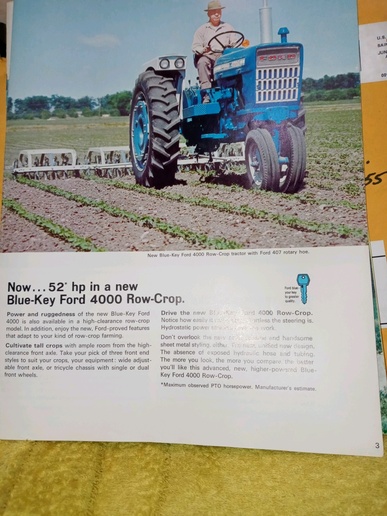 FORD
U.S.
55
New Blue-Key Ford 4000 Row-Crop tractor with Ford 407 rotary hoe.
Now...52* hp in a new
Blue-Key Ford 4000 Row-Crop.
Power and ruggedness of the new Blue-Key Ford
4000 is also available in a high-clearance row-crop
model. In addition, enjoy the new, Ford-proved features
that adapt to your kind of row-crop farming.
Cultivate tall crops with ample room from the high-
clearance front axle. Take your pick of three front end
styles to suit your crops, your equipment: wide adjust-
able front axle, or tricycle chassis with single or dual
front wheels.
Drive the new 4000 Row-Crop.
Notice how the steering is.
Hydrostatic power
Don't overlook the and handsome
sheet metal styling, unified new design.
The absence of exposed hydraulic hose and tubing.
The more you look, the more you compare, the better
you'll like this advanced, new, higher-powered Blue-
Key Ford 4000 Row-Crop.
*Maximum observed PTO horsepower, Manufacturer's estimate.
3